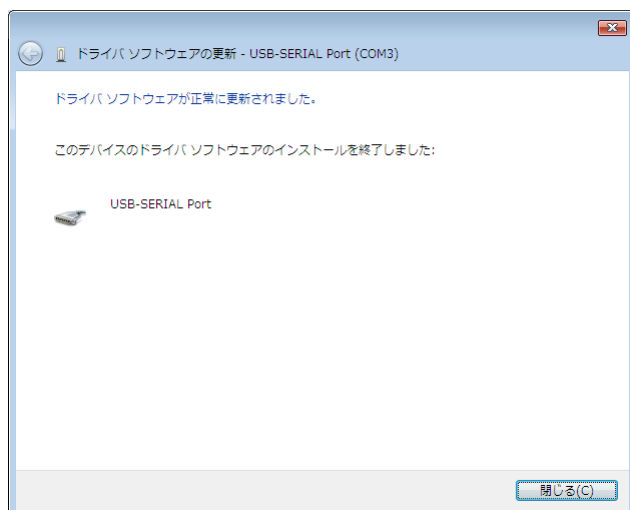 ドライバ ソフトウェアの更新 - USB-SERIAL Port (COM3)
ドライバ ソフトウェアが正常に更新されました。
このデバイスのドライバ ソフトウェアのインストールを終了しました:
USB-SERIAL Port
閉じる(C)